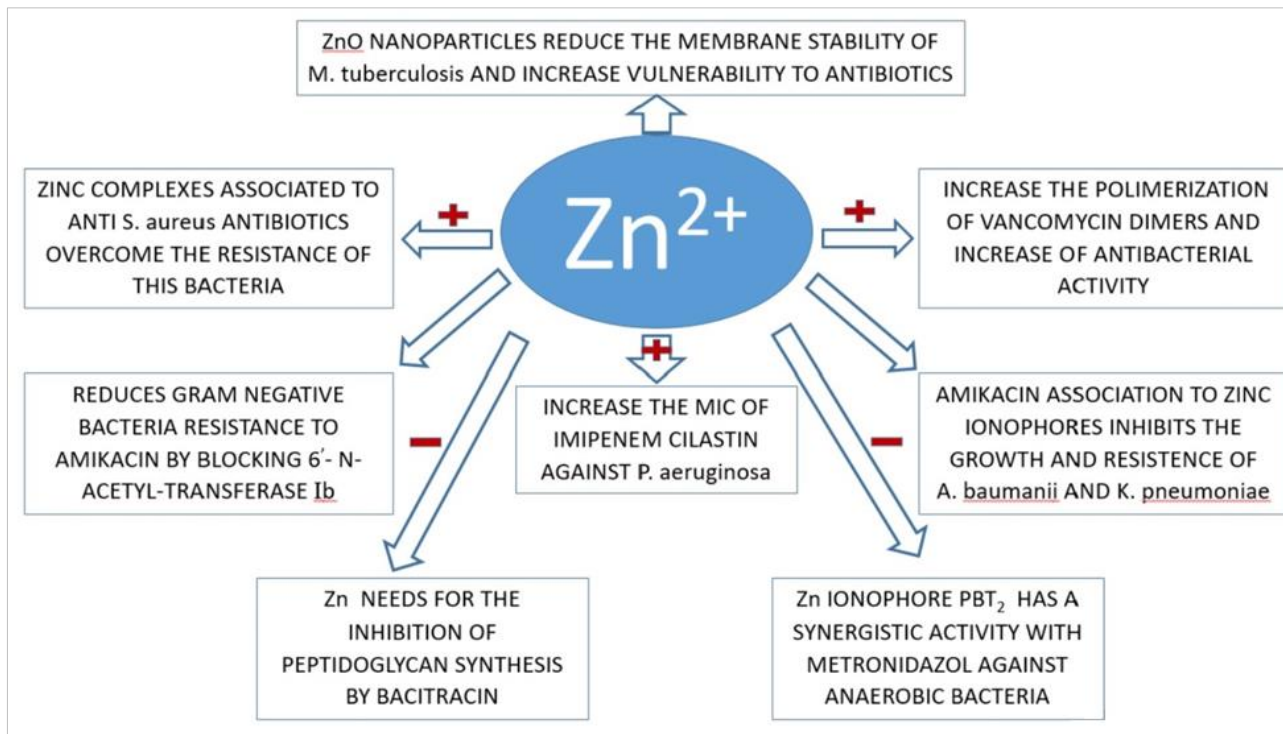 ZnO NANOPARTICLES REDUCE THE MEMBRANE STABILITY OF
M. tuberculosis AND INCREASE VULNERABILITY TO ANTIBIOTICS
Zn²⁺
ZINC COMPLEXES ASSOCIATED TO
ANTI S. aureus ANTIBIOTICS
OVERCOME THE RESISTANCE OF
THIS BACTERIA
+
+
INCREASE THE POLIMERIZATION
OF VANCOMYCIN DIMERS AND
INCREASE OF ANTIBACTERIAL
ACTIVITY
REDUCES GRAM NEGATIVE
BACTERIA RESISTANCE TO
AMIKACIN BY BLOCKING 6′- N-
ACETYL-TRANSFERASE Ib
−
+
INCREASE THE MIC OF
IMIPENEM CILASTIN
AGAINST P. aeruginosa
−
AMIKACIN ASSOCIATION TO ZINC
IONOPHORES INHIBITS THE
GROWTH AND RESISTENCE OF
A. baumanii AND K. pneumoniae
Zn NEEDS FOR THE
INHIBITION OF
PEPTIDOGLYCAN SYNTHESIS
BY BACITRACIN
Zn IONOPHORE PBT₂ HAS A
SYNERGISTIC ACTIVITY WITH
METRONIDAZOL AGAINST
ANAEROBIC BACTERIA